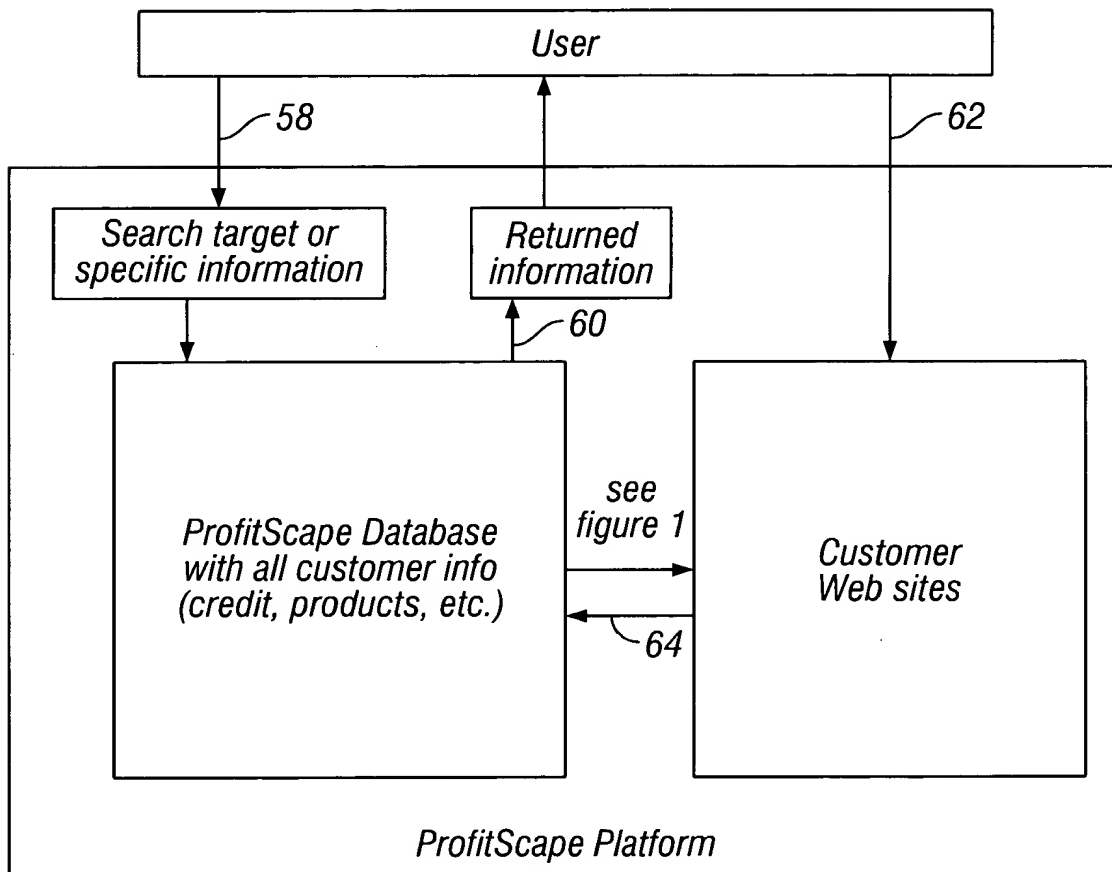 User
58
62
Search target or
specific information
Returned
information
60
ProfitScape Database
with all customer info
(credit, products, etc.)
see
figure 1
64
Customer
Web sites
ProfitScape Platform